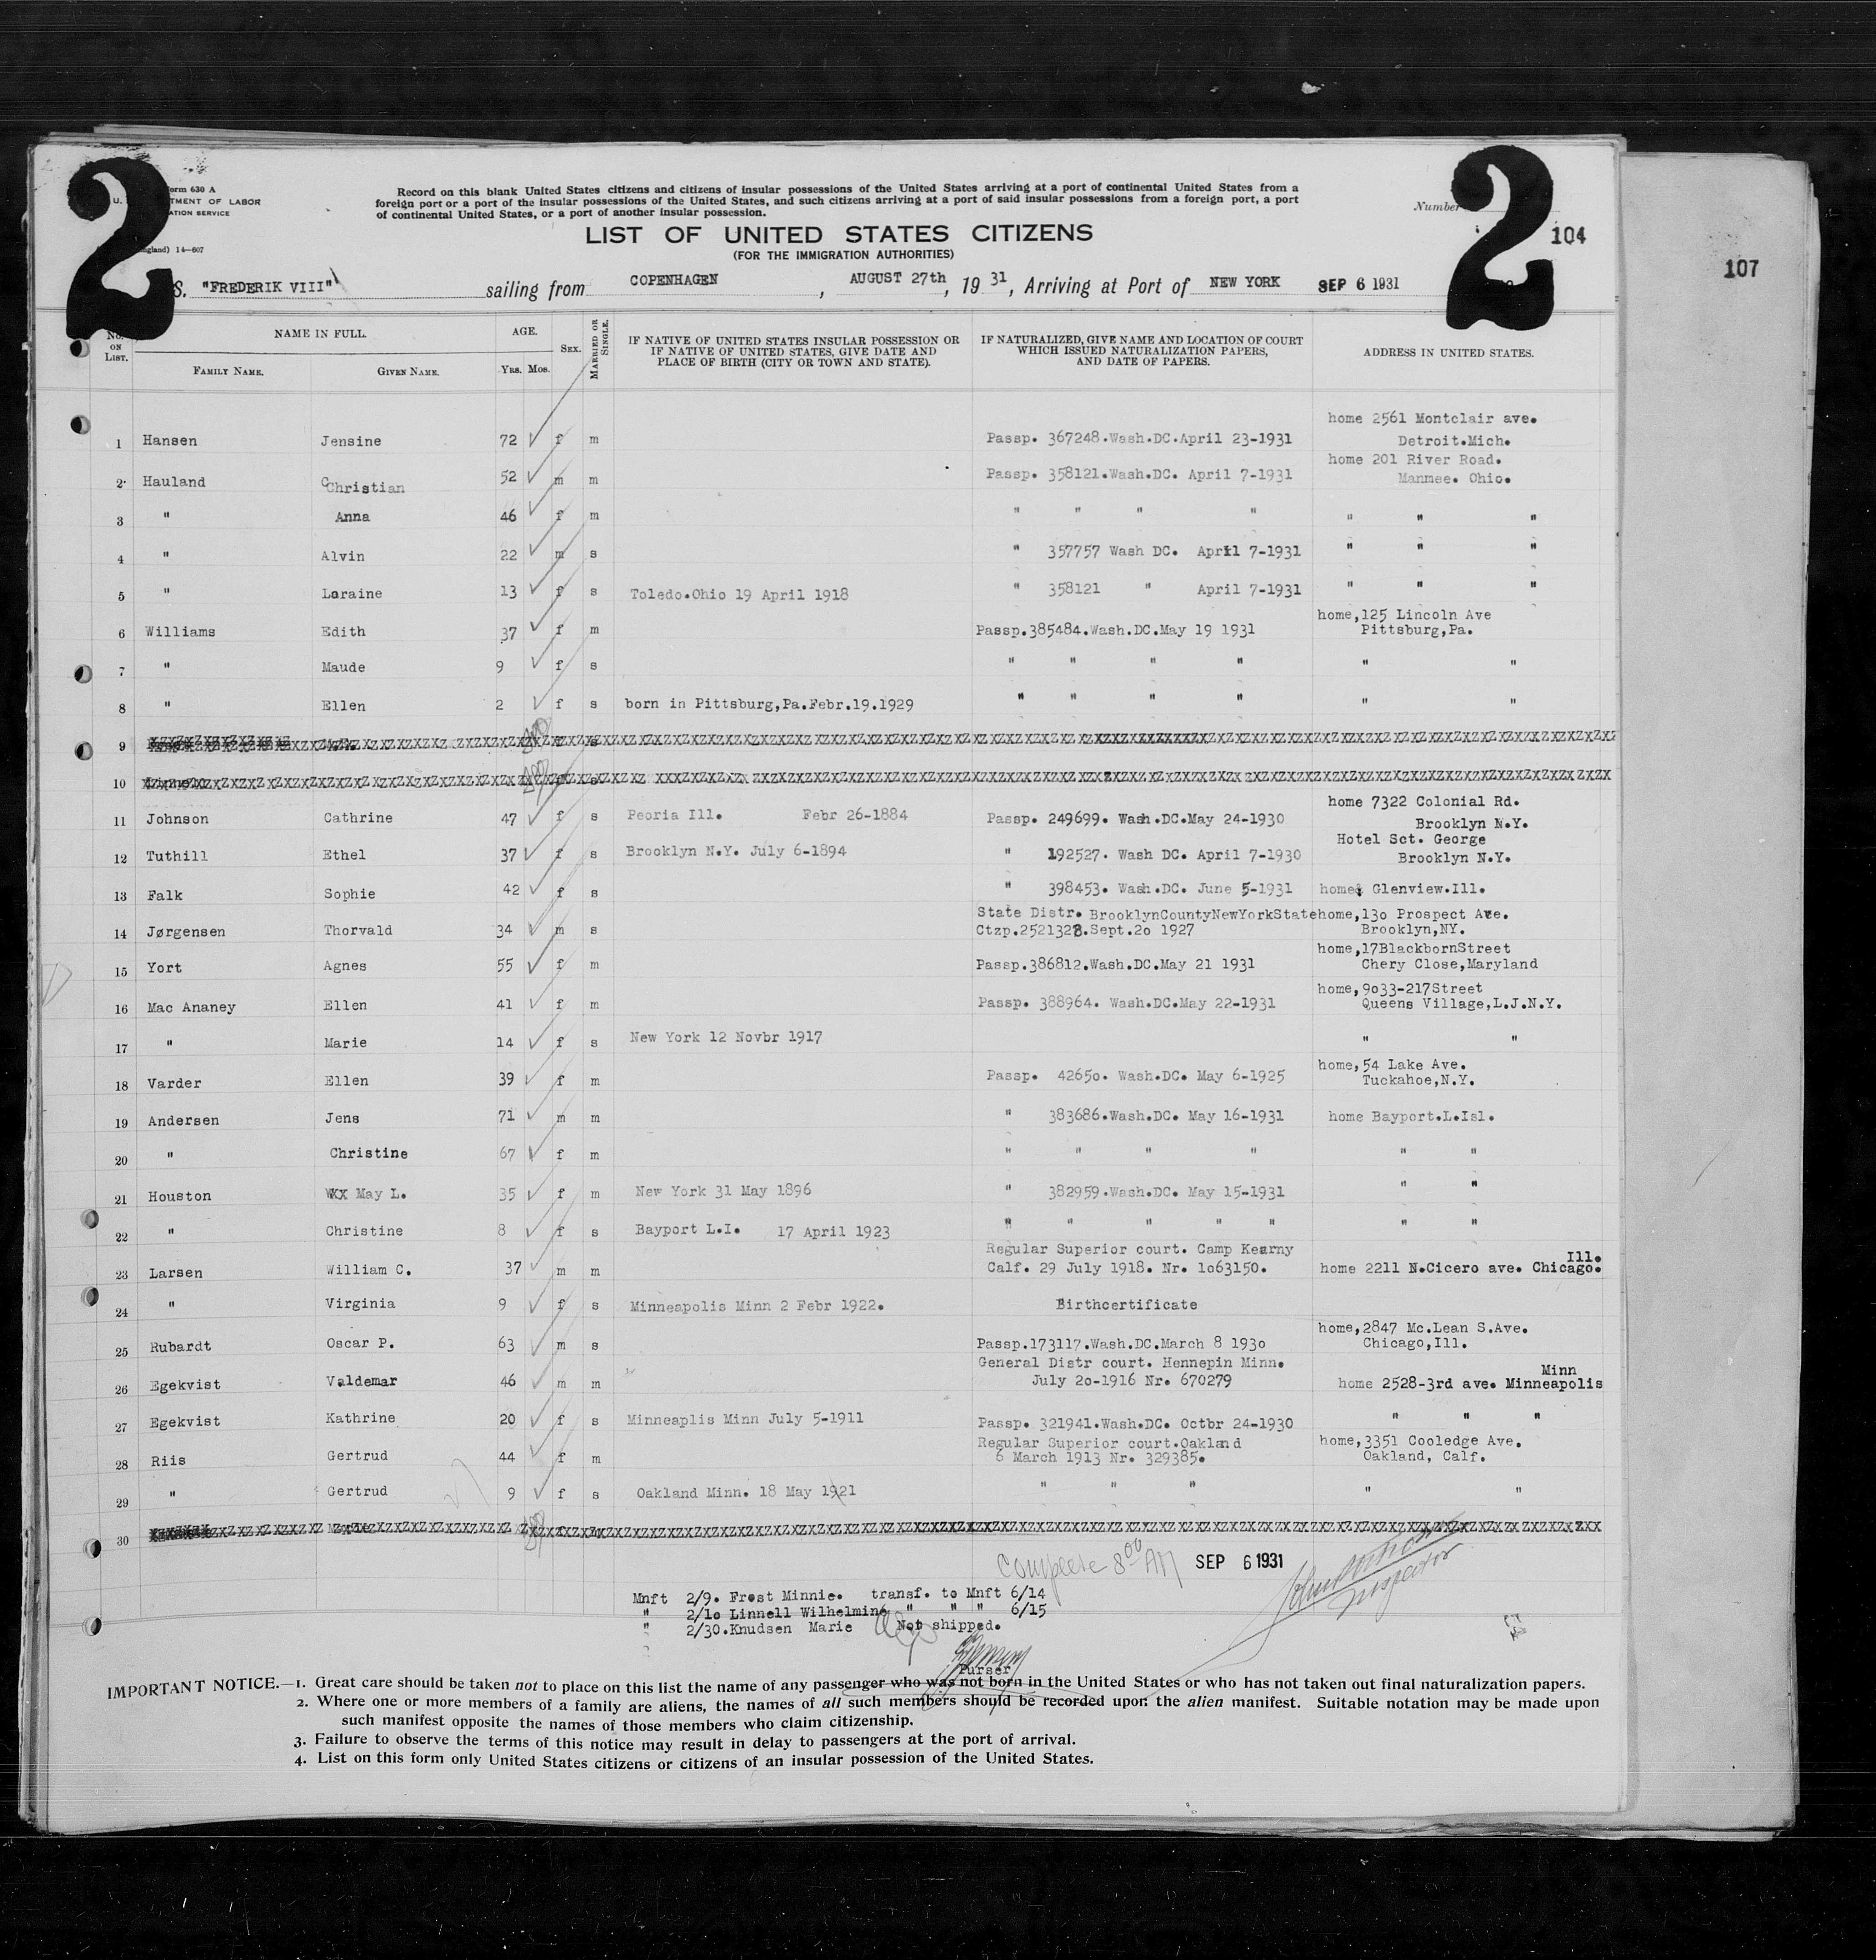 2 2
Form 630 A
U. TMENT OF LABOR
ATION SERVICE
14—607
Record on this blank United States citizens and citizens of insular possessions of the United States arriving at a port of continental United States from a
foreign port or a port of the insular possessions of the United States, and such citizens arriving at a port of said insular possessions from a foreign port, a port
of continental United States, or a port of another insular possession.
Number
104
107
LIST OF UNITED STATES CITIZENS
(FOR THE IMMIGRATION AUTHORITIES)
S. "FREDERIK VIII" sailing from COPENHAGEN, AUGUST 27th, 19 31, Arriving at Port of NEW YORK SEP 6 1931
No. ON LIST. NAME IN FULL. AGE. SEX. MARRIED OR SINGLE. IF NATIVE OF UNITED STATES INSULAR POSSESSION OR IF NATIVE OF UNITED STATES, GIVE DATE AND PLACE OF BIRTH (CITY OR TOWN AND STATE). IF NATURALIZED, GIVE NAME AND LOCATION OF COURT WHICH ISSUED NATURALIZATION PAPERS, AND DATE OF PAPERS. ADDRESS IN UNITED STATES.
FAMILY NAME. GIVEN NAME. YRS. MOS.
home 2561 Montclair ave.
1 Hansen Jensine 72 f m Passp. 367248.Wash.DC.April 23-1931 Detroit.Mich.
home 201 River Road.
2 Hauland CChristian 52 m m Passp. 358121.Wash.DC. April 7-1931 Manmee. Ohio.
3 " Anna 46 f m " " " " " " "
4 " Alvin 22 m s " 357757 Wash DC. April 7-1931 " " "
5 " Loraine 13 f s Toledo.Ohio 19 April 1918 " 358121 " April 7-1931 " " "
home,125 Lincoln Ave
6 Williams Edith 37 f m Passp.385484.Wash.DC.May 19 1931 Pittsburg,Pa.
7 " Maude 9 f s " " " " " "
8 " Ellen 2 f s born in Pittsburg,Pa.Febr.19.1929 " " " " " "
9
10
home 7322 Colonial Rd.
11 Johnson Cathrine 47 f s Peoria Ill. Febr 26-1884 Passp. 249699. Wash.DC.May 24-1930 Brooklyn N.Y.
Hotel Sct. George
12 Tuthill Ethel 37 f s Brooklyn N.Y. July 6-1894 " 192527. Wash DC. April 7-1930 Brooklyn N.Y.
13 Falk Sophie 42 f s " 398453. Wash.DC. June 5-1931 home Glenview.Ill.
State Distr. BrooklynCountyNewYorkState home,13o Prospect Ave.
14 Jørgensen Thorvald 34 m s Ctzp.2521328.Sept.2o 1927 Brooklyn,NY.
home,17BlackbornStreet
15 Yort Agnes 55 f m Passp.386812.Wash.DC.May 21 1931 Chery Close,Maryland
home,9o33-217Street
16 Mac Ananey Ellen 41 f m Passp. 388964. Wash.DC.May 22-1931 Queens Village,L.J.N.Y.
17 " Marie 14 f s New York 12 Novbr 1917 " "
home,54 Lake Ave.
18 Varder Ellen 39 f m Passp. 4265o. Wash.DC. May 6-1925 Tuckahoe,N.Y.
19 Andersen Jens 71 m m " 383686.Wash.DC. May 16-1931 home Bayport.L.Isl.
20 " Christine 67 f m " " " " " "
21 Houston May L. 35 f m New York 31 May 1896 " 382959.Wash.DC. May 15-1931 " "
22 " Christine 8 f s Bayport L.I. 17 April 1923 " " " " " " "
Regular Superior court. Camp Kearny Ill.
23 Larsen William C. 37 m m Calf. 29 July 1918. Nr. 1o63150. home 2211 N.Cicero ave. Chicago.
24 " Virginia 9 f s Minneapolis Minn 2 Febr 1922. Birthcertificate
home,2847 Mc.Lean S.Ave.
25 Rubardt Oscar P. 63 m s Passp.173117.Wash.DC.March 8 193o Chicago,Ill.
General Distr court. Hennepin Minn. Minn
26 Egekvist Valdemar 46 m m July 2o-1916 Nr. 670279 home 2528-3rd ave. Minneapolis
27 Egekvist Kathrine 20 f s Minneaplis Minn July 5-1911 Passp. 321941.Wash.DC. Octbr 24-1930 " " "
Regular Superior court.Oakland home,3351 Cooledge Ave.
28 Riis Gertrud 44 f m 6 March 1913 Nr. 329385. Oakland, Calf.
29 " Gertrud 9 f s Oakland Minn. 18 May 1921 " " " " "
30
Complete 8⁰⁰ AM SEP 6 1931
Inspector
Mnft 2/9. Frost Minnie. transf. to Mnft 6/14
" 2/1o Linnell Wilhelmine " " " 6/15
" 2/30.Knudsen Marie Not shipped.
Purser
IMPORTANT NOTICE.—1. Great care should be taken not to place on this list the name of any passenger who was not born in the United States or who has not taken out final naturalization papers.
2. Where one or more members of a family are aliens, the names of all such members should be recorded upon the alien manifest. Suitable notation may be made upon
such manifest opposite the names of those members who claim citizenship.
3. Failure to observe the terms of this notice may result in delay to passengers at the port of arrival.
4. List on this form only United States citizens or citizens of an insular possession of the United States.